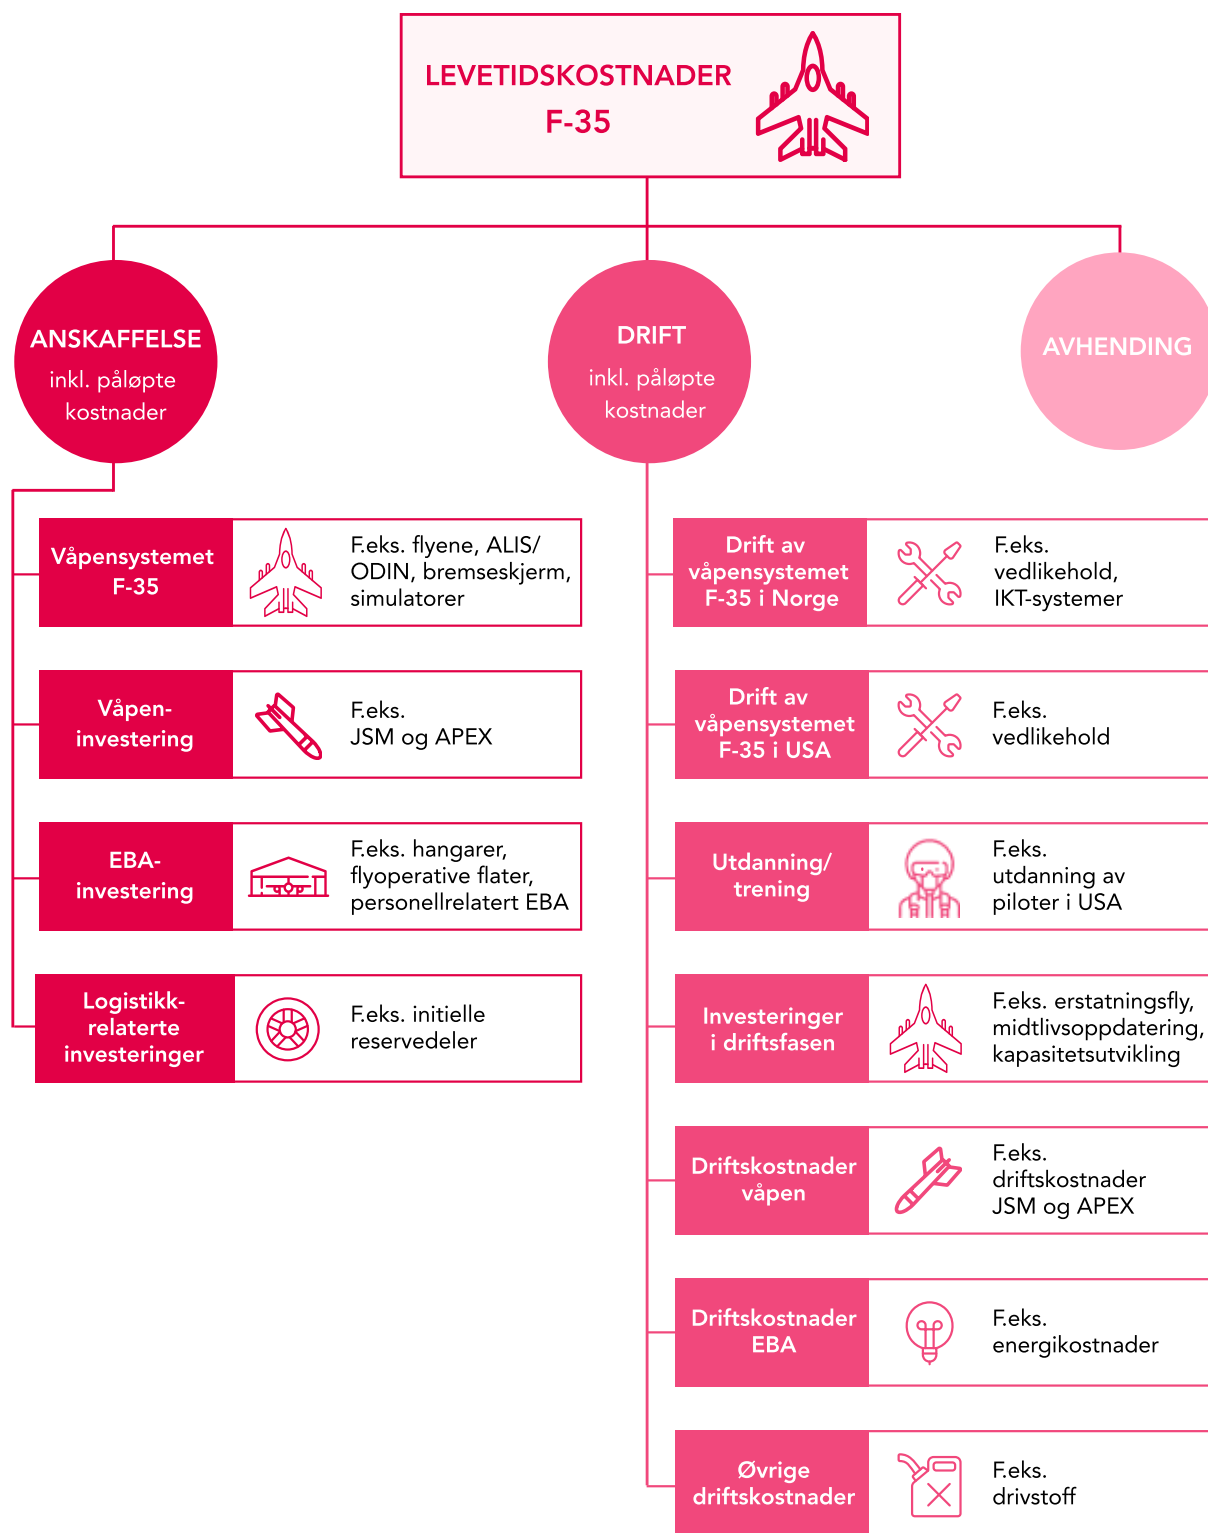 LEVETIDSKOSTNADER
F-35
ANSKAFFELSE
inkl. påløpte
kostnader
DRIFT
inkl. påløpte
kostnader
AVHENDING
Våpensystemet
F-35
F.eks. flyene, ALIS/
ODIN, bremseskjerm,
simulatorer
Våpen-
investering
F.eks.
JSM og APEX
EBA-
investering
F.eks. hangarer,
flyoperative flater,
personellrelatert EBA
Logistikk-
relaterte
investeringer
F.eks. initielle
reservedeler
Drift av
våpensystemet
F-35 i Norge
F.eks.
vedlikehold,
IKT-systemer
Drift av
våpensystemet
F-35 i USA
F.eks.
vedlikehold
Utdanning/
trening
F.eks.
utdanning av
piloter i USA
Investeringer
i driftsfasen
F.eks. erstatningsfly,
midtlivsoppdatering,
kapasitetsutvikling
Driftskostnader
våpen
F.eks.
driftskostnader
JSM og APEX
Driftskostnader
EBA
F.eks.
energikostnader
Øvrige
driftskostnader
F.eks.
drivstoff